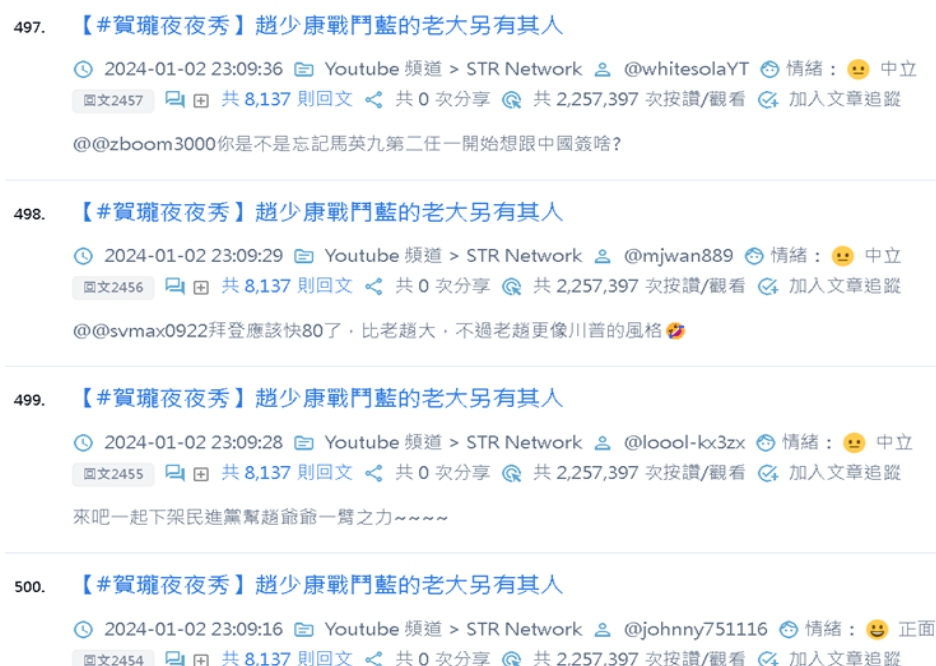 497. 【#賀瓏夜夜秀】趙少康戰鬥藍的老大另有其人
2024-01-02 23:09:36 Youtube 頻道 > STR Network @whitesolaYT 情緒： 😐 中立
回文2457 共 8,137 則回文 共 0 次分享 共 2,257,397 次按讚/觀看 加入文章追蹤
@@zboom3000你是不是忘記馬英九第二任一開始想跟中國簽啥?
498. 【#賀瓏夜夜秀】趙少康戰鬥藍的老大另有其人
2024-01-02 23:09:29 Youtube 頻道 > STR Network @mjwan889 情緒： 😐 中立
回文2456 共 8,137 則回文 共 0 次分享 共 2,257,397 次按讚/觀看 加入文章追蹤
@@svmax0922拜登應該快80了，比老趙大，不過老趙更像川普的風格🤣
499. 【#賀瓏夜夜秀】趙少康戰鬥藍的老大另有其人
2024-01-02 23:09:28 Youtube 頻道 > STR Network @loool-kx3zx 情緒： 😐 中立
回文2455 共 8,137 則回文 共 0 次分享 共 2,257,397 次按讚/觀看 加入文章追蹤
來吧一起下架民進黨幫趙爺爺一臂之力~~~~
500. 【#賀瓏夜夜秀】趙少康戰鬥藍的老大另有其人
2024-01-02 23:09:16 Youtube 頻道 > STR Network @johnny751116 情緒： 😀 正面
回文2454 共 8,137 則回文 共 0 次分享 共 2,257,397 次按讚/觀看 加入文章追蹤